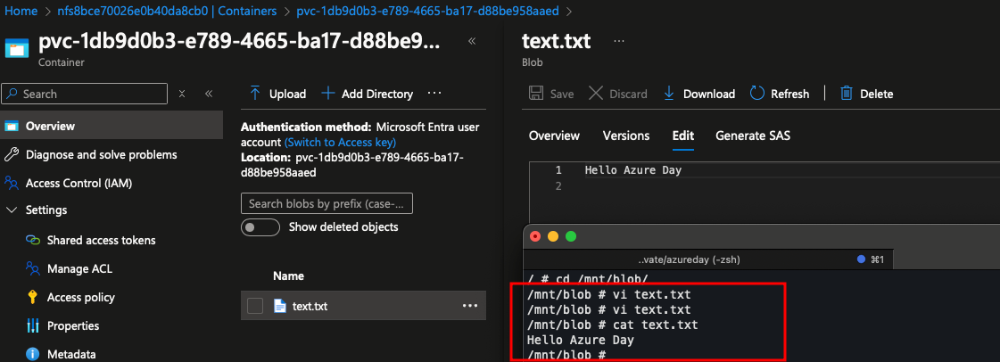 Home > nfs8bce70026e0b40da8cb0 | Containers > pvc-1db9d0b3-e789-4665-ba17-d88be958aaed >
pvc-1db9d0b3-e789-4665-ba17-d88be9...
Container
Search
Overview
Diagnose and solve problems
Access Control (IAM)
Settings
Shared access tokens
Manage ACL
Access policy
Properties
Metadata
Upload
Add Directory
Authentication method: Microsoft Entra user
account (Switch to Access key)
Location: pvc-1db9d0b3-e789-4665-ba17-
d88be958aaed
Search blobs by prefix (case-...
Show deleted objects
Name
text.txt
text.txt
Blob
Save
Discard
Download
Refresh
Delete
Overview
Versions
Edit
Generate SAS
1 Hello Azure Day
2
..vate/azureday (-zsh)
⌘1
/ # cd /mnt/blob/
/mnt/blob # vi text.txt
/mnt/blob # vi text.txt
/mnt/blob # cat text.txt
Hello Azure Day
/mnt/blob #